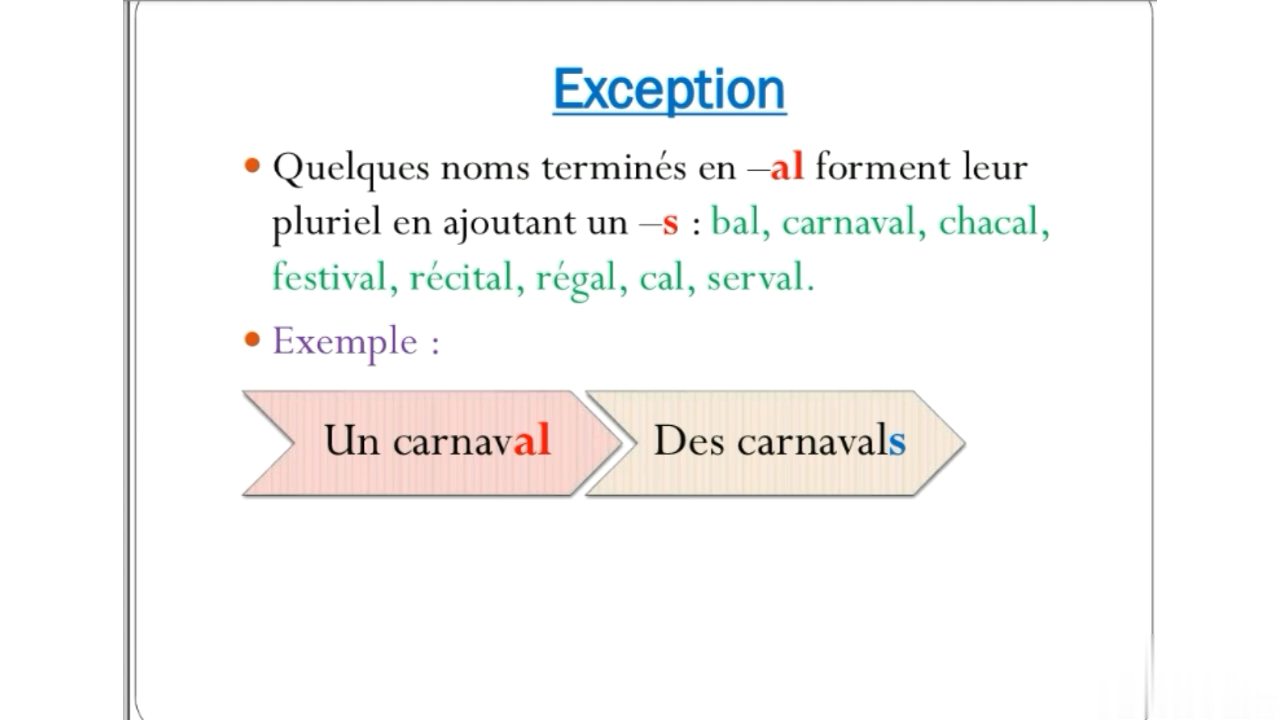 Exception
• Quelques noms terminés en –al forment leur
pluriel en ajoutant un –s : bal, carnaval, chacal,
festival, récital, régal, cal, serval.
• Exemple :
Un carnaval Des carnavals